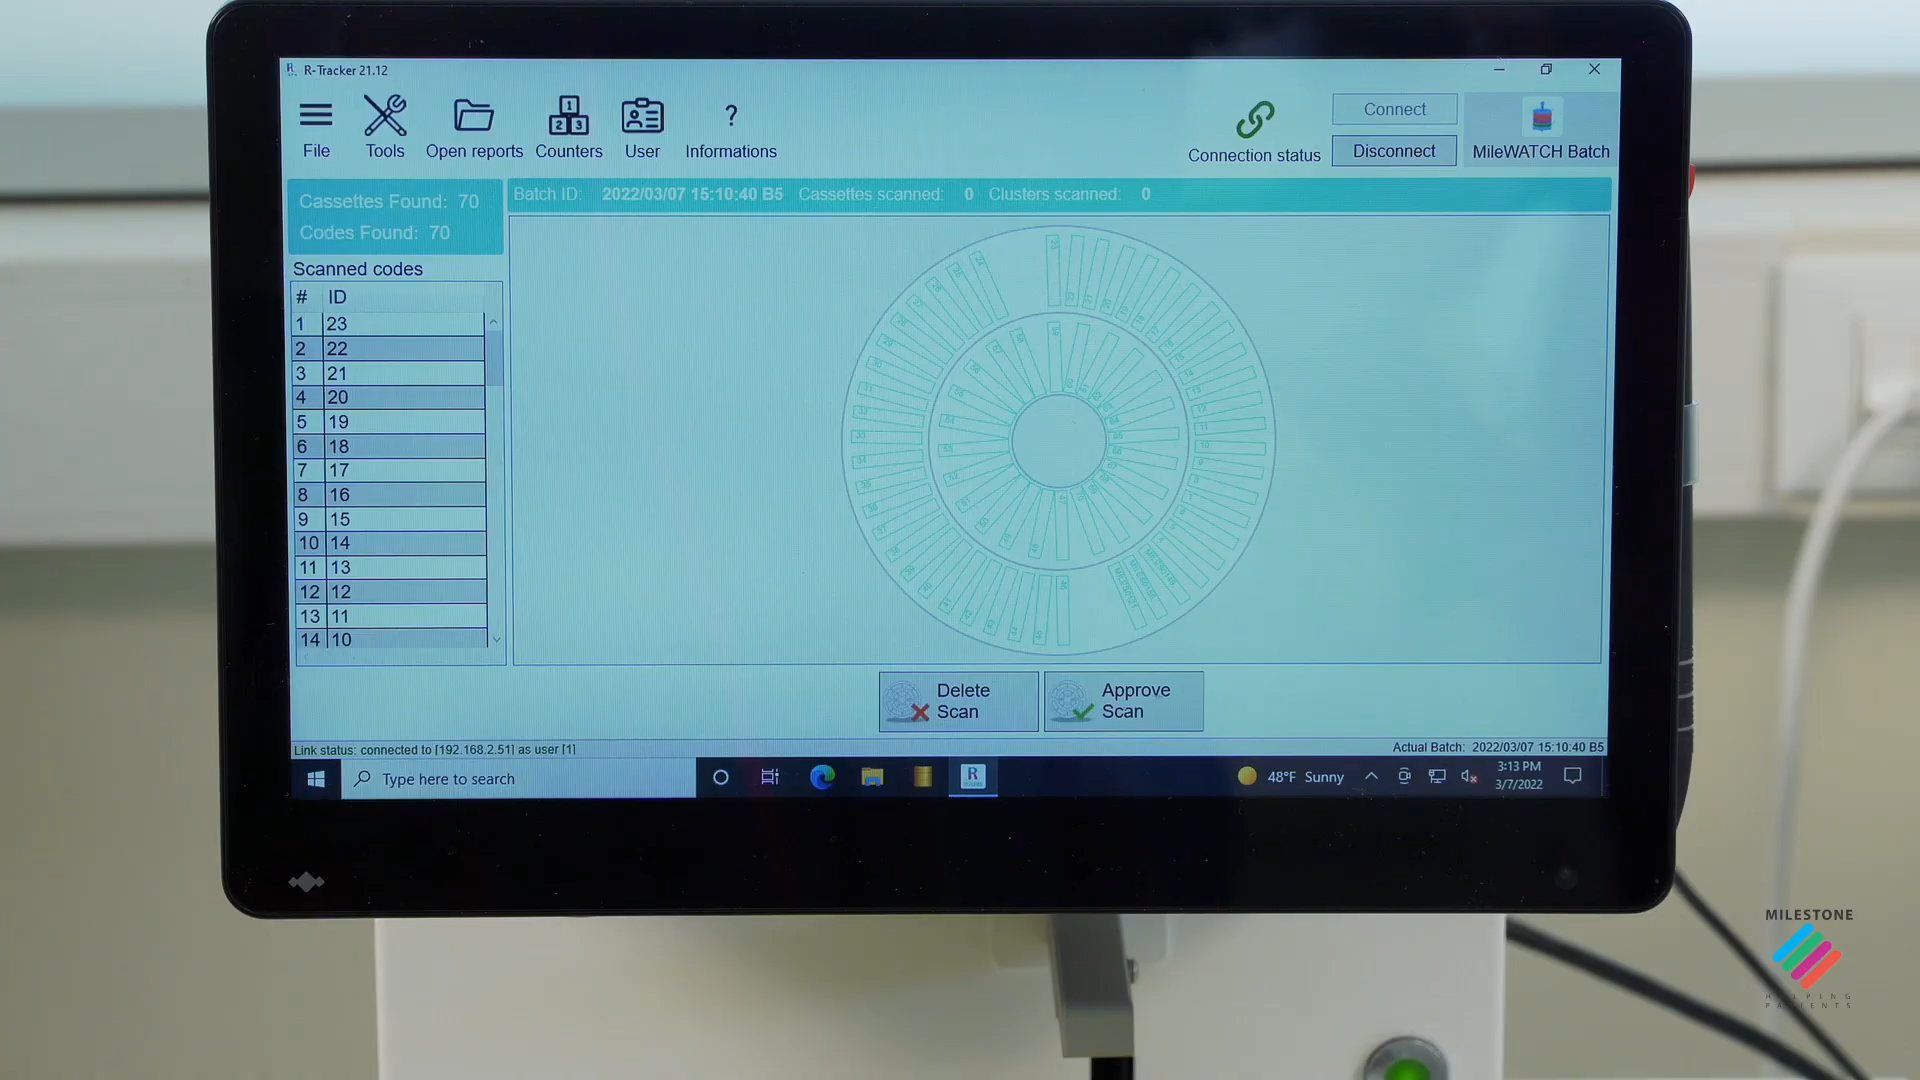 R-Tracker 21.12
File
Tools
Open reports
1
2 3
Counters
User
?
Informations
Connection status
Connect
Disconnect
MileWATCH Batch
Cassettes Found: 70
Codes Found: 70
Batch ID: 2022/03/07 15:10:40 B5 Cassettes scanned: 0 Clusters scanned: 0
Scanned codes
# ID
1 23
2 22
3 21
4 20
5 19
6 18
7 17
8 16
9 15
10 14
11 13
12 12
13 11
14 10
Delete Scan
Approve Scan
Link status: connected to [192.168.2.51] as user [1]
Actual Batch: 2022/03/07 15:10:40 B5
Type here to search
R
48°F Sunny
3:13 PM
3/7/2022
MILESTONE
HELPING
PATIENTS